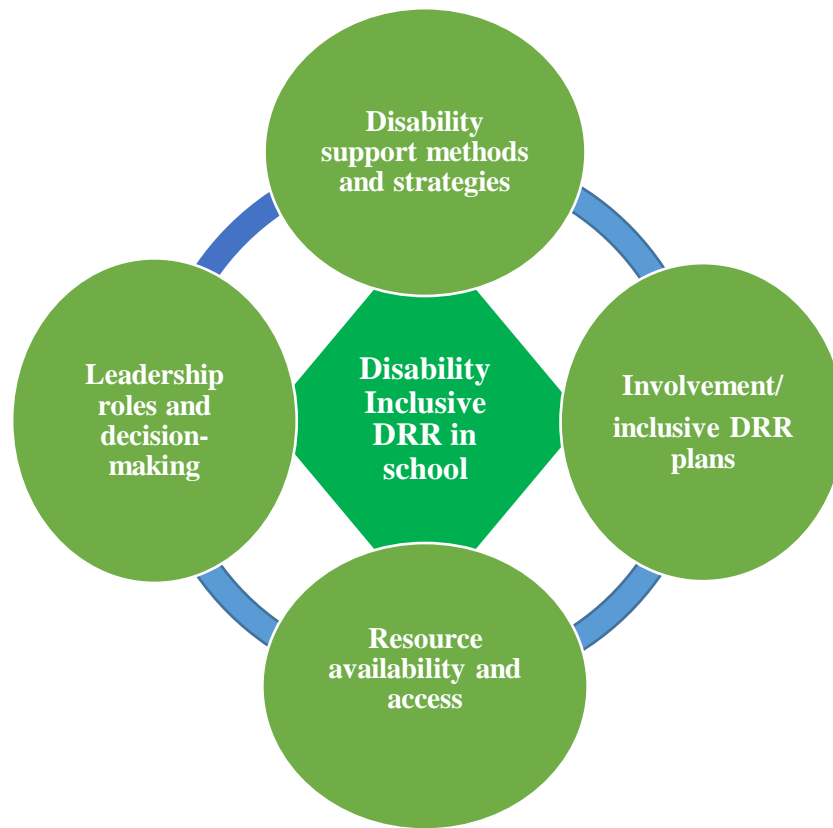 Disability
support methods
and strategies
Leadership
roles and
decision-
making
Disability
Inclusive
DRR in
school
Involvement/
inclusive DRR
plans
Resource
availability and
access